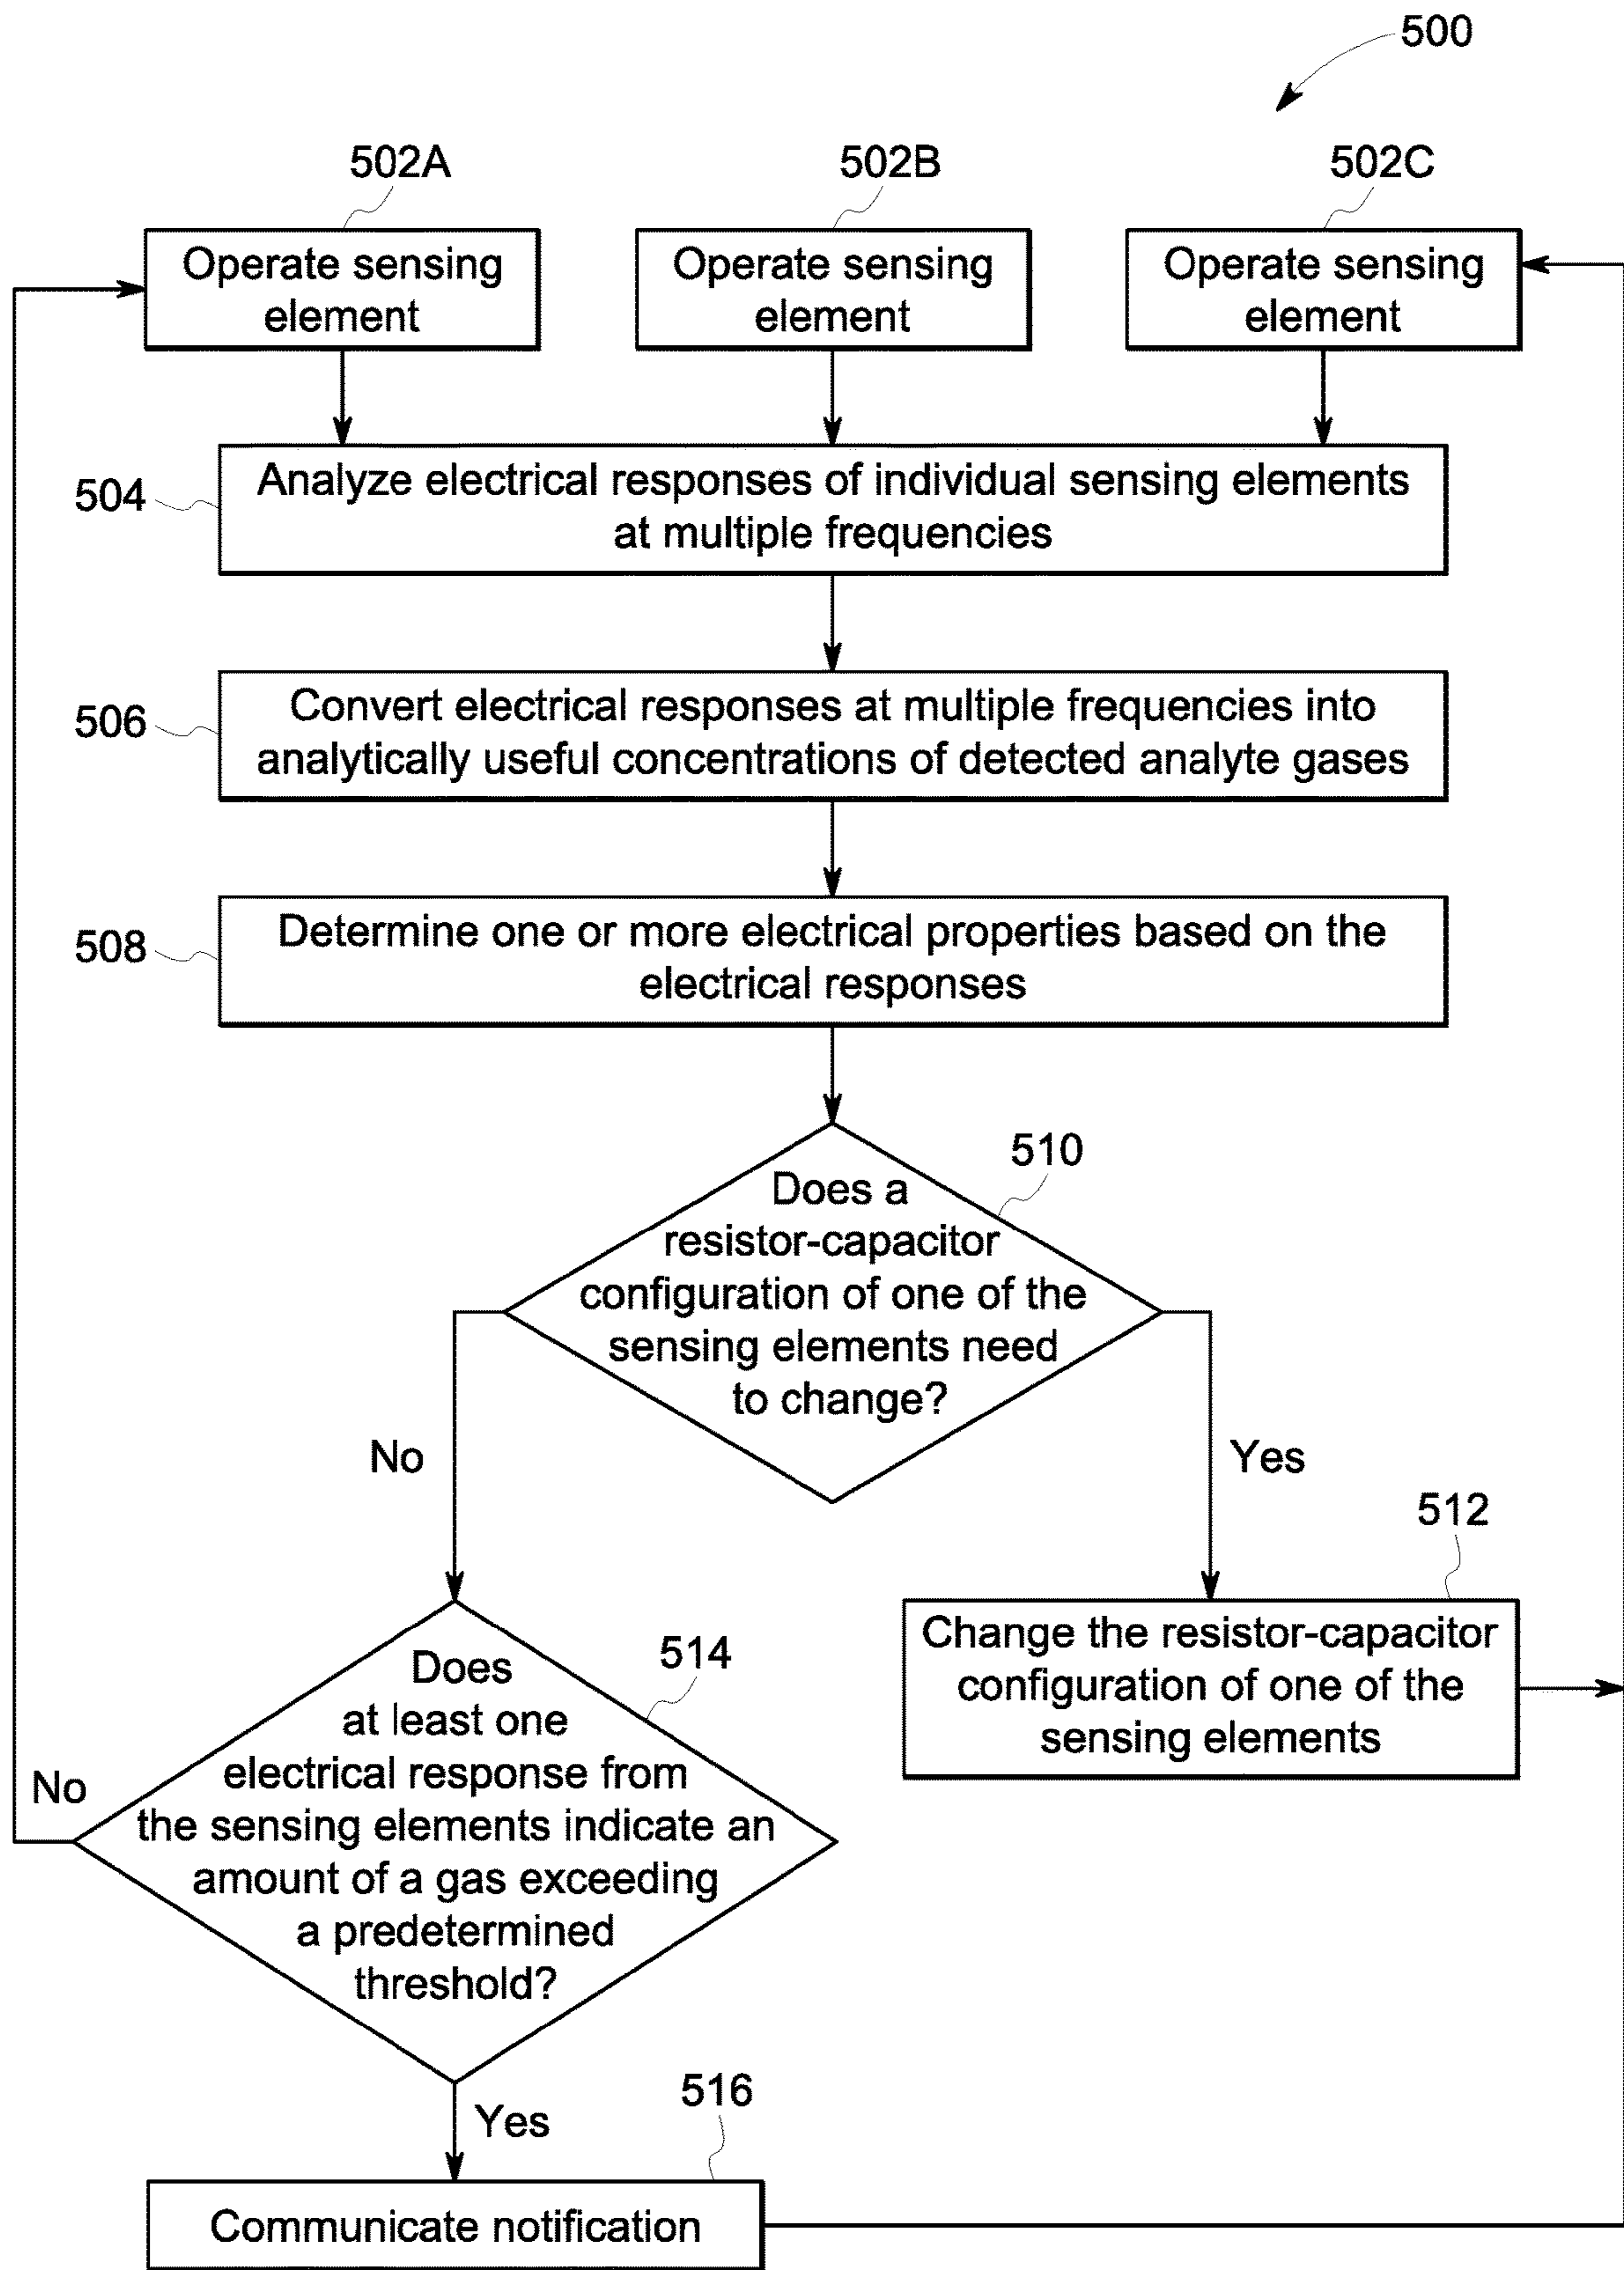 500
502A
502B
502C
Operate sensing
element
Operate sensing
element
Operate sensing
element
504
Analyze electrical responses of individual sensing elements
at multiple frequencies
506
Convert electrical responses at multiple frequencies into
analytically useful concentrations of detected analyte gases
508
Determine one or more electrical properties based on the
electrical responses
510
Does a
resistor-capacitor
configuration of one of the
sensing elements need
to change?
No
Yes
512
Change the resistor-capacitor
configuration of one of the
sensing elements
514
Does
at least one
electrical response from
the sensing elements indicate an
amount of a gas exceeding
a predetermined
threshold?
No
Yes
516
Communicate notification